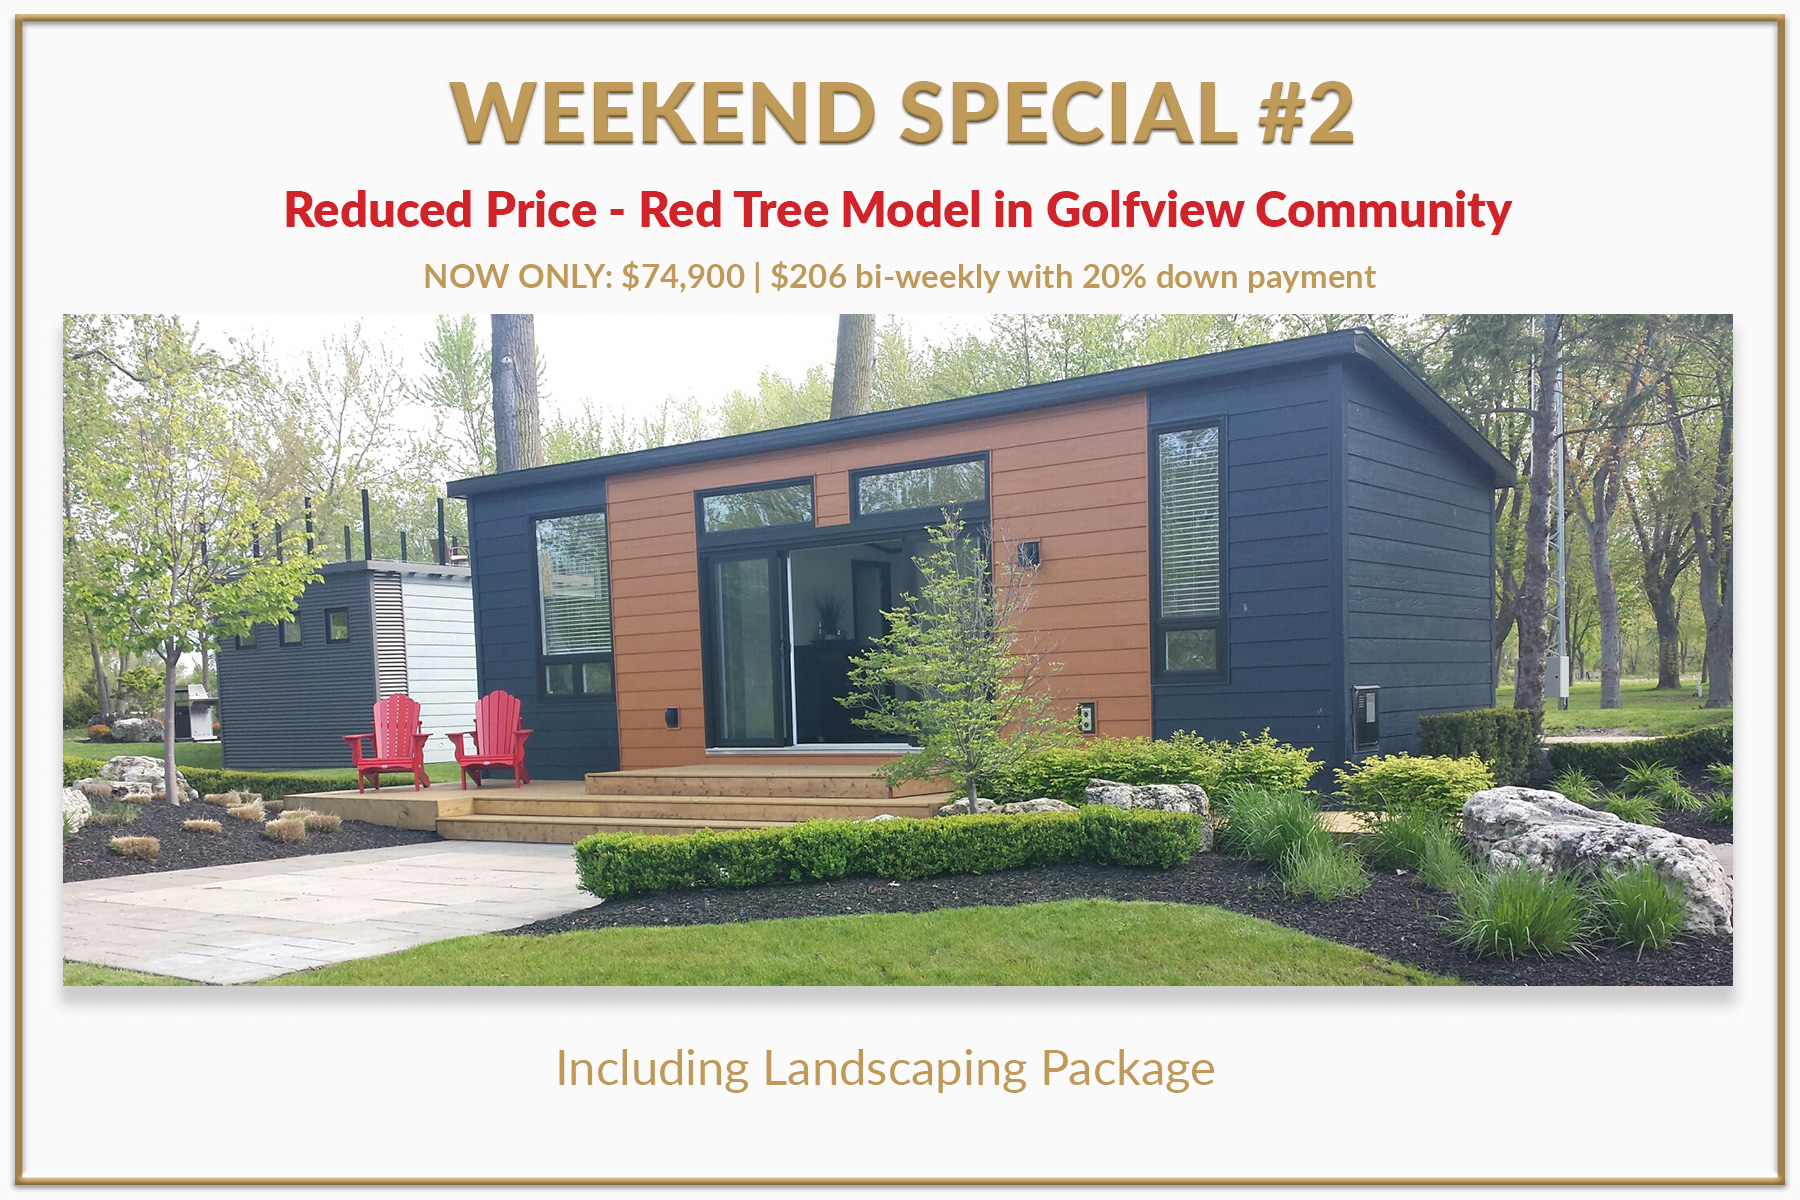 WEEKEND SPECIAL #2
Reduced Price - Red Tree Model in Golfview Community
NOW ONLY: $74,900 | $206 bi-weekly with 20% down payment
Including Landscaping Package